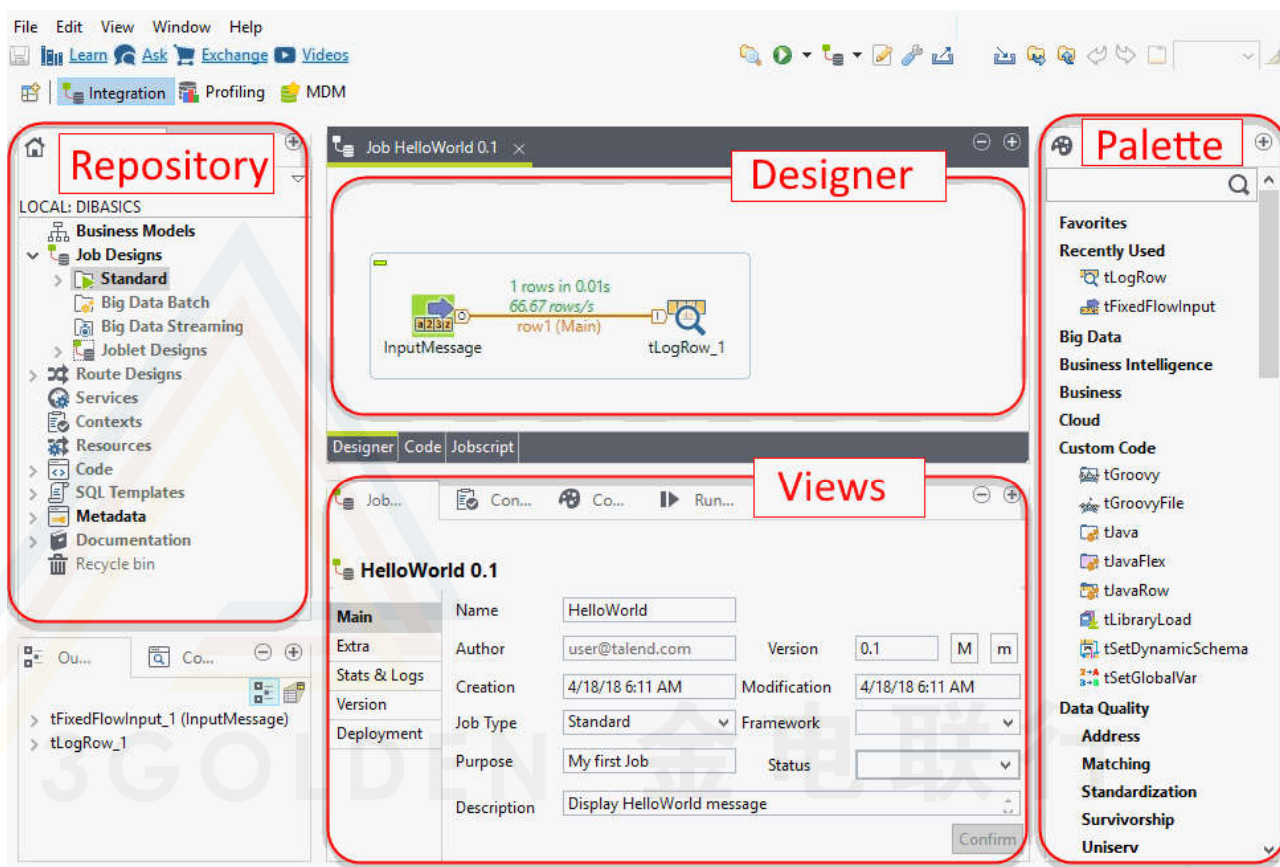 File Edit View Window Help
Learn Ask Exchange Videos
Integration Profiling MDM
Repository
LOCAL: DIBASICS
Business Models
Job Designs
Standard
Big Data Batch
Big Data Streaming
Joblet Designs
Route Designs
Services
Contexts
Resources
Code
SQL Templates
Metadata
Documentation
Recycle bin
Ou... Co...
tFixedFlowInput_1 (InputMessage)
tLogRow_1
Job HelloWorld 0.1
Designer
1 rows in 0.01s
66.67 rows/s
row1 (Main)
InputMessage tLogRow_1
Designer Code Jobscript
Views
Job... Con... Co... Run...
HelloWorld 0.1
Main
Extra
Stats & Logs
Version
Deployment
Name HelloWorld
Author user@talend.com Version 0.1 M m
Creation 4/18/18 6:11 AM Modification 4/18/18 6:11 AM
Job Type Standard Framework
Purpose My first Job Status
Description Display HelloWorld message
Confirm
Palette
Favorites
Recently Used
tLogRow
tFixedFlowInput
Big Data
Business Intelligence
Business
Cloud
Custom Code
tGroovy
tGroovyFile
tJava
tJavaFlex
tJavaRow
tLibraryLoad
tSetDynamicSchema
tSetGlobalVar
Data Quality
Address
Matching
Standardization
Survivorship
Uniserv
3GOLDEN 金电联行